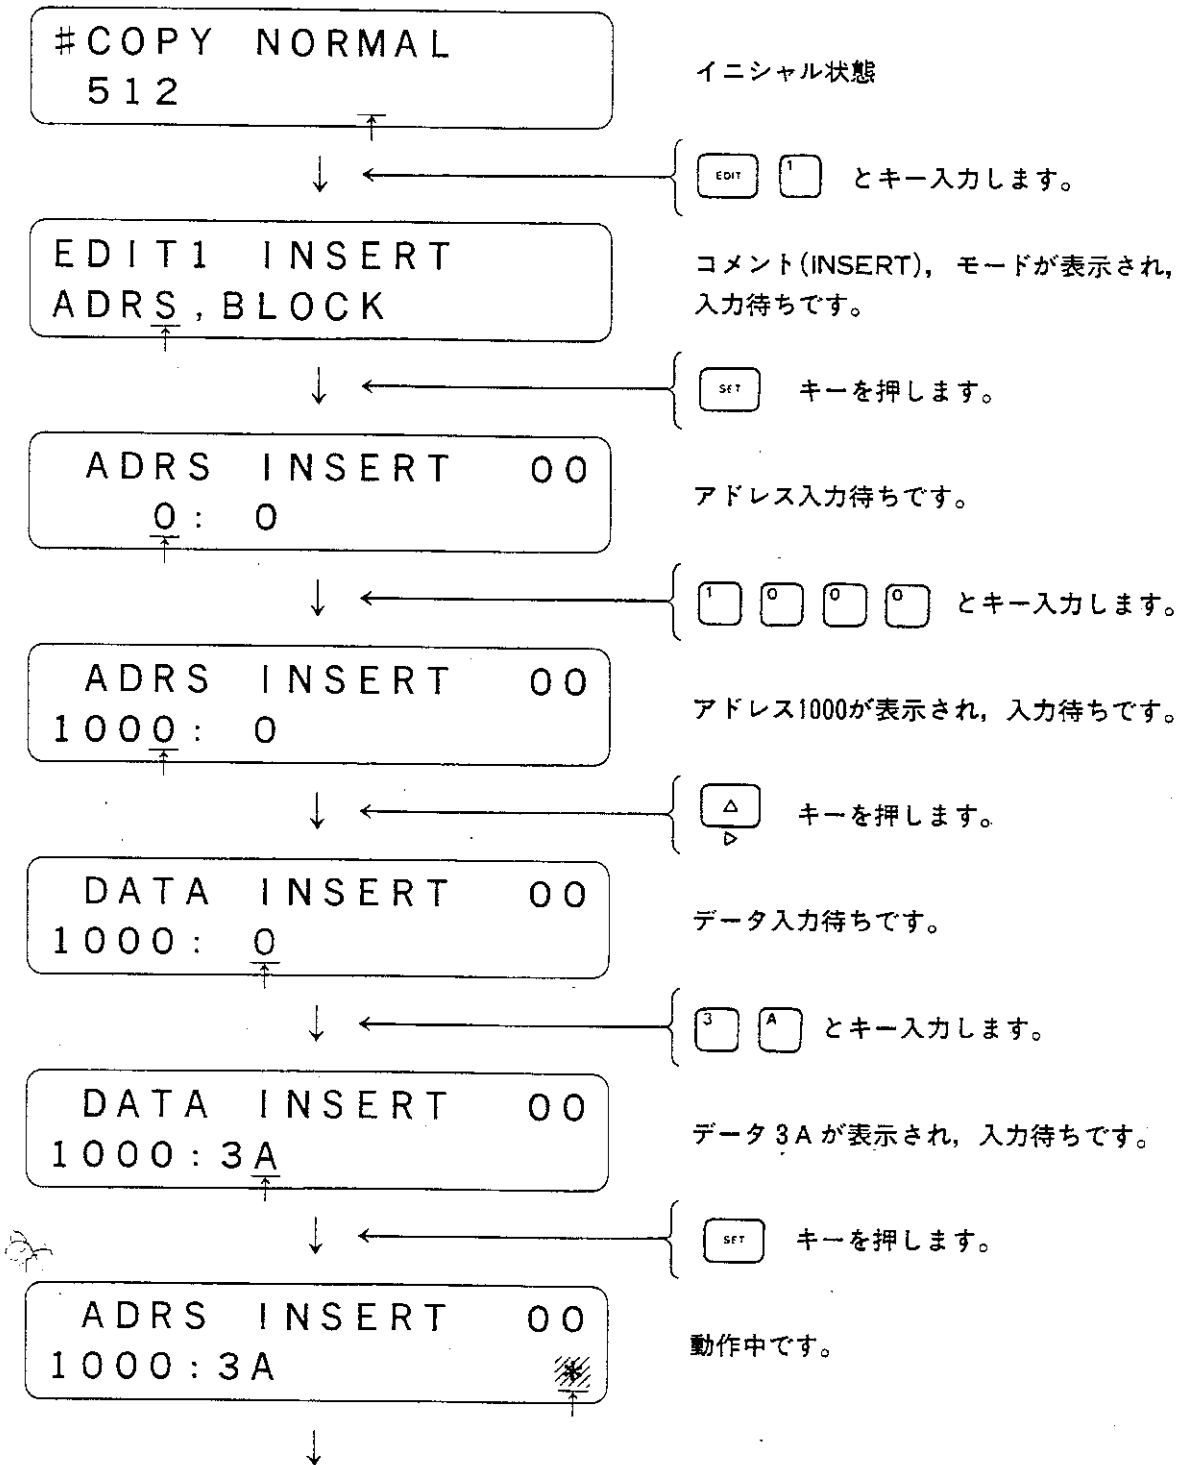 #COPY NORMAL
512
イニシャル状態
EDIT 1 とキー入力します。
EDIT1 INSERT
ADRS,BLOCK
コメント(INSERT), モードが表示され,
入力待ちです。
SET キーを押します。
ADRS INSERT 00
0: 0
アドレス入力待ちです。
1 0 0 0 とキー入力します。
ADRS INSERT 00
1000: 0
アドレス1000が表示され, 入力待ちです。
△ ▷ キーを押します。
DATA INSERT 00
1000: 0
データ入力待ちです。
3 A とキー入力します。
DATA INSERT 00
1000:3A
データ3Aが表示され, 入力待ちです。
SET キーを押します。
ADRS INSERT 00
1000:3A *
動作中です。